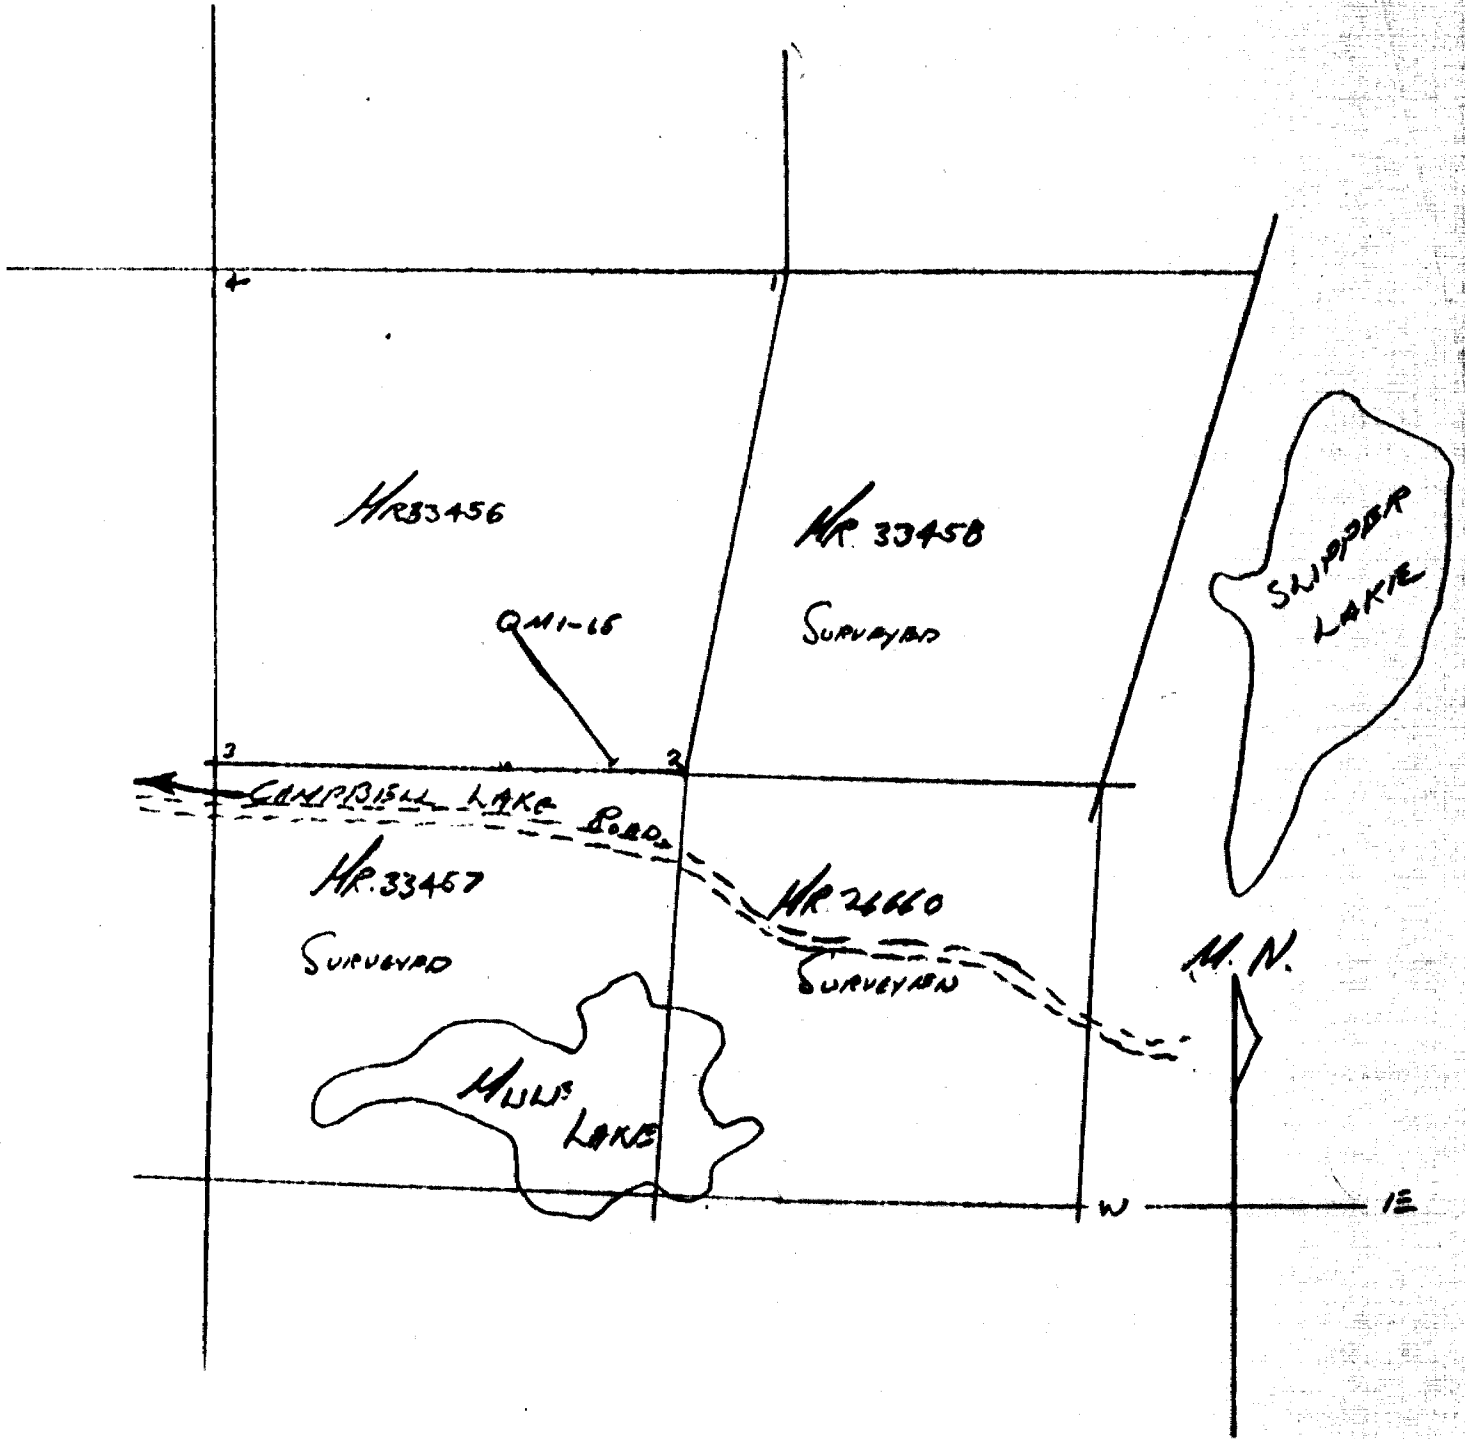 4
1
MR33456
MR. 33458
SURVEYED
QM1-16
SLIPPER
LAKE
3
2
CAMPBELL LAKE ROAD
MR. 33457
SURVEYED
MR. 26660
SURVEYED
M. N.
LAKE
W
E